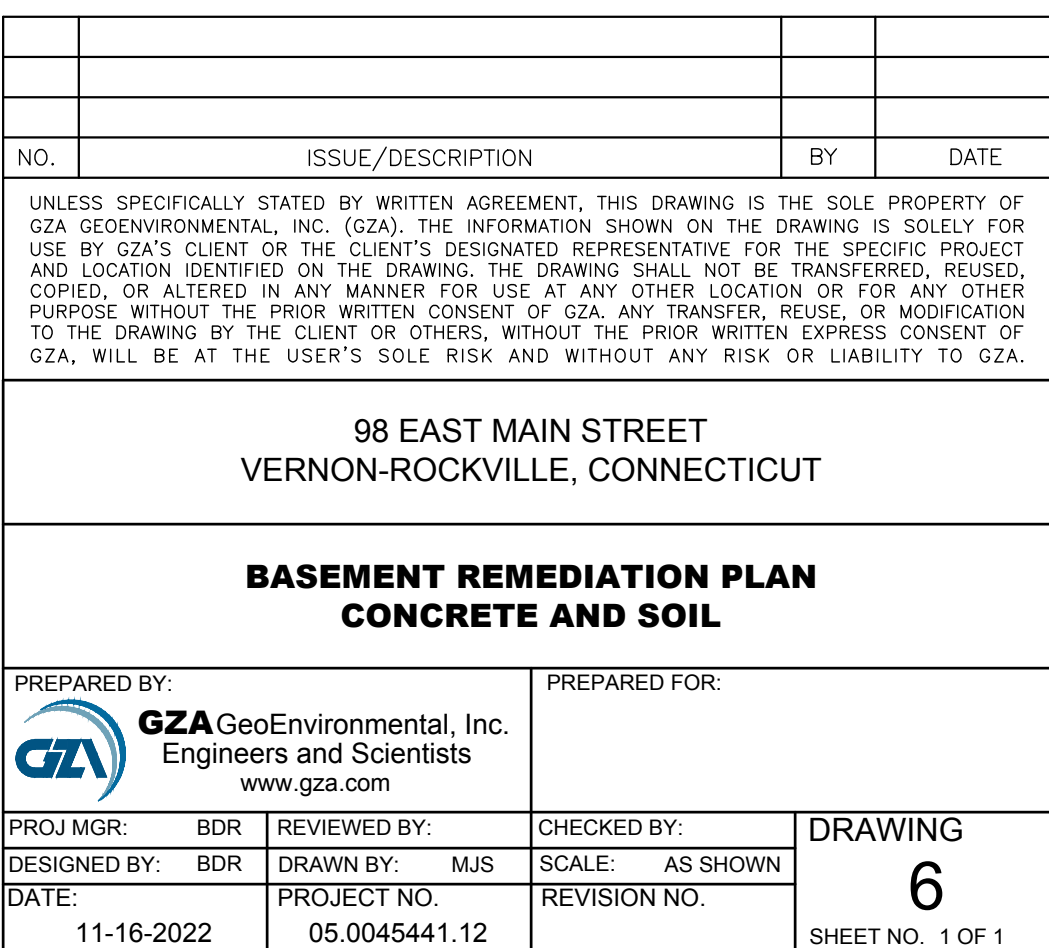 NO. ISSUE/DESCRIPTION BY DATE
UNLESS SPECIFICALLY STATED BY WRITTEN AGREEMENT, THIS DRAWING IS THE SOLE PROPERTY OF
GZA GEOENVIRONMENTAL, INC. (GZA). THE INFORMATION SHOWN ON THE DRAWING IS SOLELY FOR
USE BY GZA'S CLIENT OR THE CLIENT'S DESIGNATED REPRESENTATIVE FOR THE SPECIFIC PROJECT
AND LOCATION IDENTIFIED ON THE DRAWING. THE DRAWING SHALL NOT BE TRANSFERRED, REUSED,
COPIED, OR ALTERED IN ANY MANNER FOR USE AT ANY OTHER LOCATION OR FOR ANY OTHER
PURPOSE WITHOUT THE PRIOR WRITTEN CONSENT OF GZA. ANY TRANSFER, REUSE, OR MODIFICATION
TO THE DRAWING BY THE CLIENT OR OTHERS, WITHOUT THE PRIOR WRITTEN EXPRESS CONSENT OF
GZA, WILL BE AT THE USER'S SOLE RISK AND WITHOUT ANY RISK OR LIABILITY TO GZA.
98 EAST MAIN STREET
VERNON-ROCKVILLE, CONNECTICUT
BASEMENT REMEDIATION PLAN
CONCRETE AND SOIL
PREPARED BY:
GZA
GZA GeoEnvironmental, Inc.
Engineers and Scientists
www.gza.com
PREPARED FOR:
PROJ MGR: BDR REVIEWED BY: CHECKED BY:
DESIGNED BY: BDR DRAWN BY: MJS SCALE: AS SHOWN
DATE: PROJECT NO. REVISION NO.
11-16-2022 05.0045441.12
DRAWING
6
SHEET NO. 1 OF 1